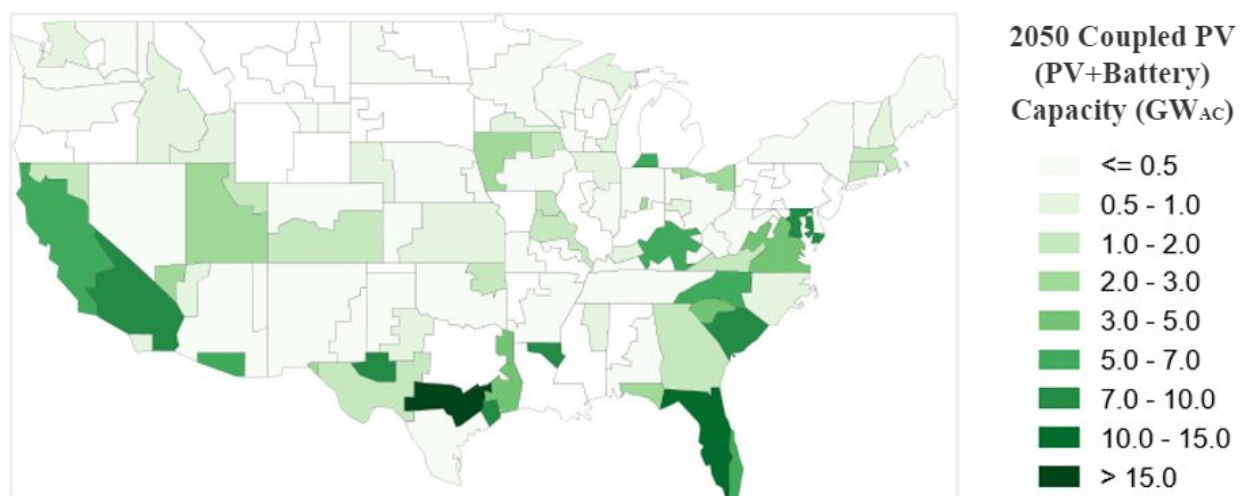 2050 Coupled PV
(PV+Battery)
Capacity (GWAC)
<= 0.5
0.5 - 1.0
1.0 - 2.0
2.0 - 3.0
3.0 - 5.0
5.0 - 7.0
7.0 - 10.0
10.0 - 15.0
> 15.0